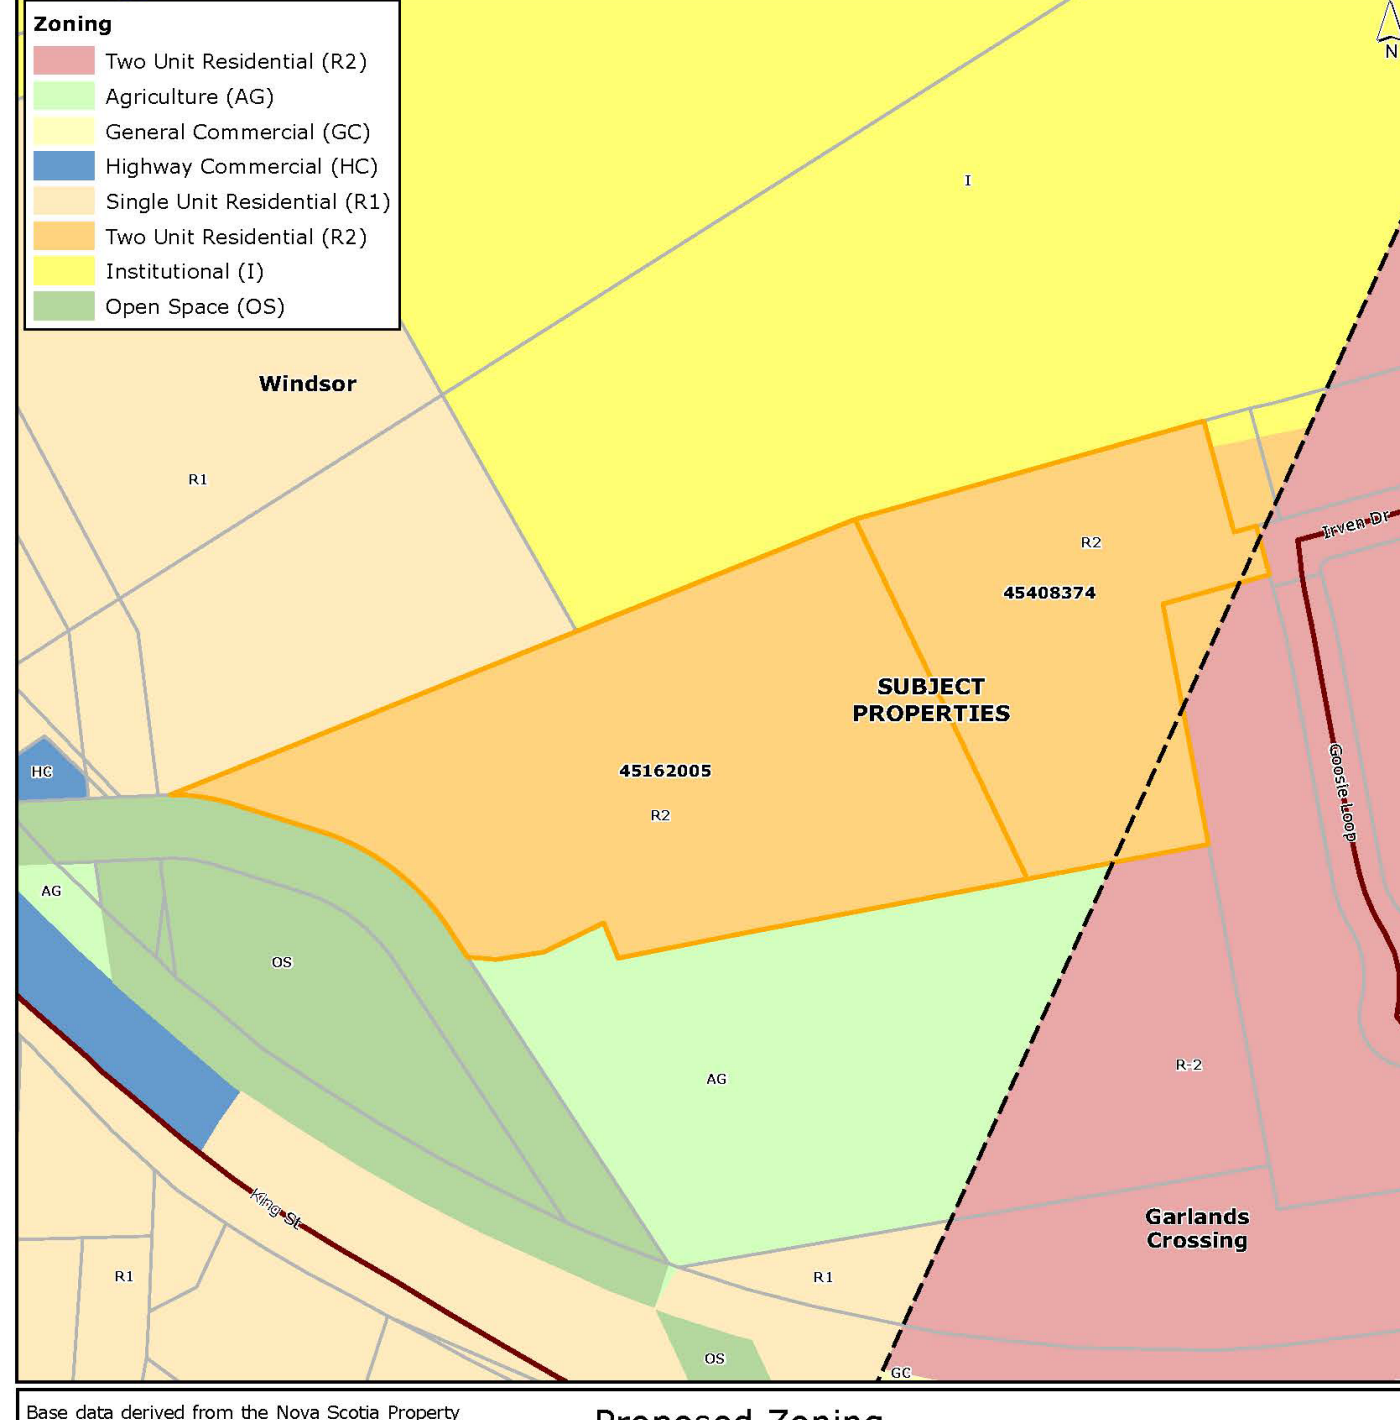 Zoning
Two Unit Residential (R2)
Agriculture (AG)
General Commercial (GC)
Highway Commercial (HC)
Single Unit Residential (R1)
Two Unit Residential (R2)
Institutional (I)
Open Space (OS)
N
I
Windsor
R1
R2
Irven Dr
45408374
SUBJECT
PROPERTIES
45162005
HC
R2
Goosie Loop
AG
OS
AG
R-2
King St
Garlands
Crossing
R1
R1
OS
GC
Base data derived from the Nova Scotia Property
Proposed Zoning